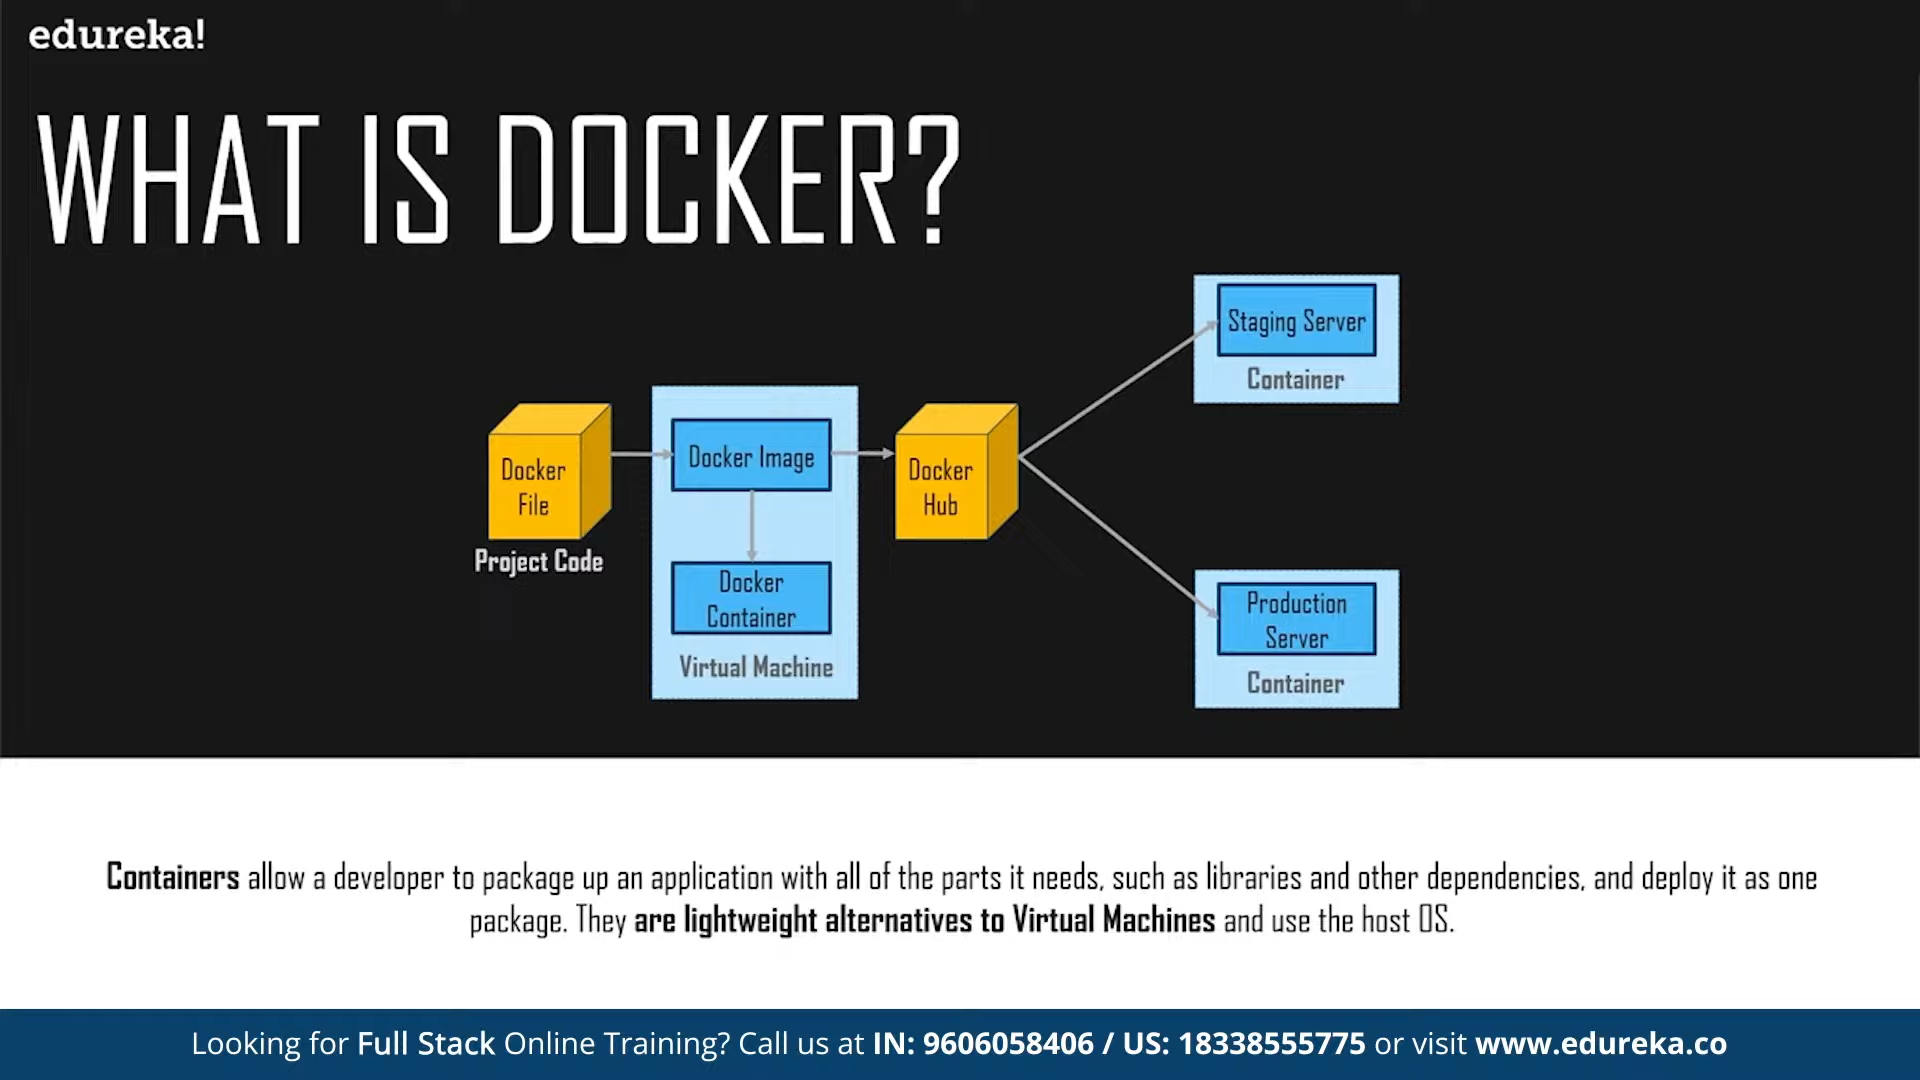 edureka!
WHAT IS DOCKER?
Staging Server
Container
Docker
File
Project Code
Docker Image
Docker
Container
Virtual Machine
Docker
Hub
Production
Server
Container
Containers allow a developer to package up an application with all of the parts it needs, such as libraries and other dependencies, and deploy it as one
package. They are lightweight alternatives to Virtual Machines and use the host OS.
Looking for Full Stack Online Training? Call us at IN: 9606058406 / US: 18338555775 or visit www.edureka.co